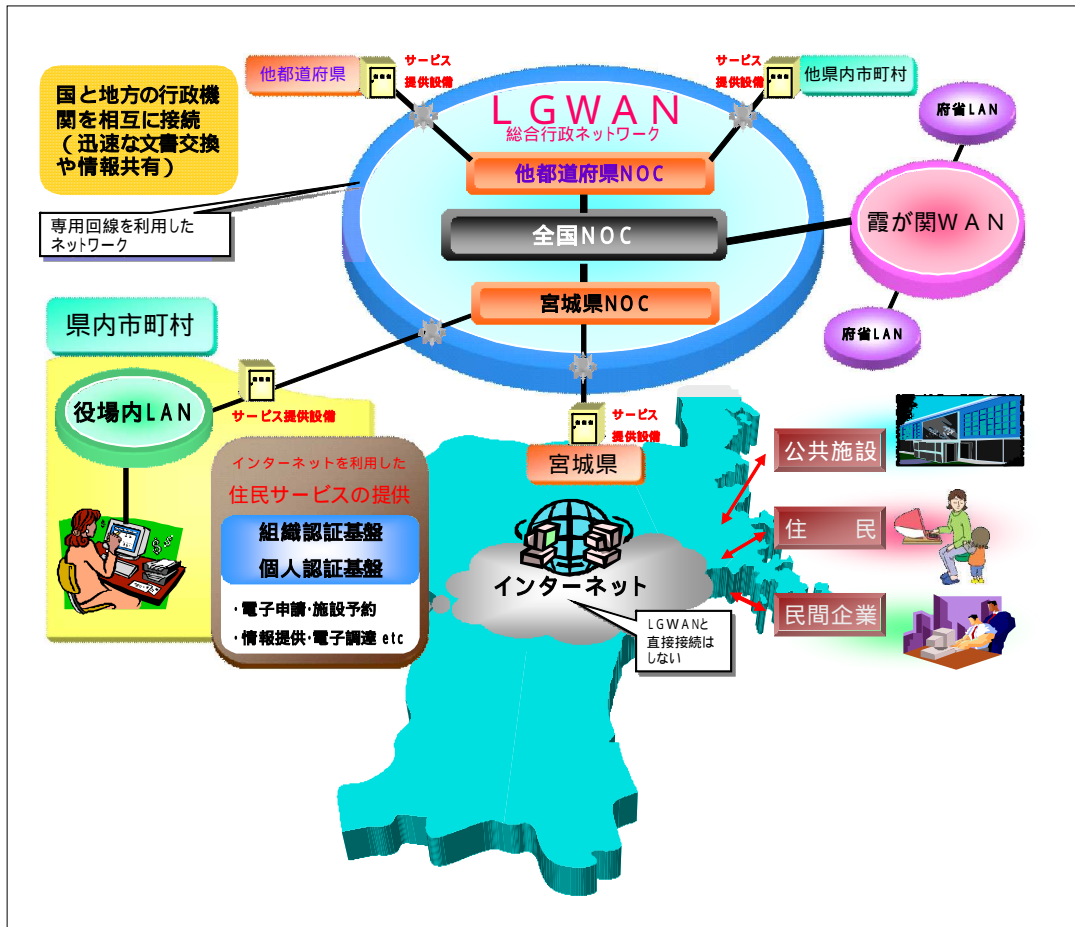 他都道府県
サービス
提供設備
サービス
提供設備
他県内市町村
国と地方の行政機
関を相互に接続
（迅速な文書交換
や情報共有）
LGWAN
総合行政ネットワーク
府省LAN
他都道府県NOC
専用回線を利用した
ネットワーク
全国NOC
霞が関WAN
宮城県NOC
府省LAN
県内市町村
役場内LAN
サービス提供設備
サービス
提供設備
宮城県
インターネットを利用した
住民サービスの提供
組織認証基盤
個人認証基盤
・電子申請・施設予約
・情報提供・電子調達 etc
インターネット
LGWANと
直接接続は
しない
公共施設
住　民
民間企業